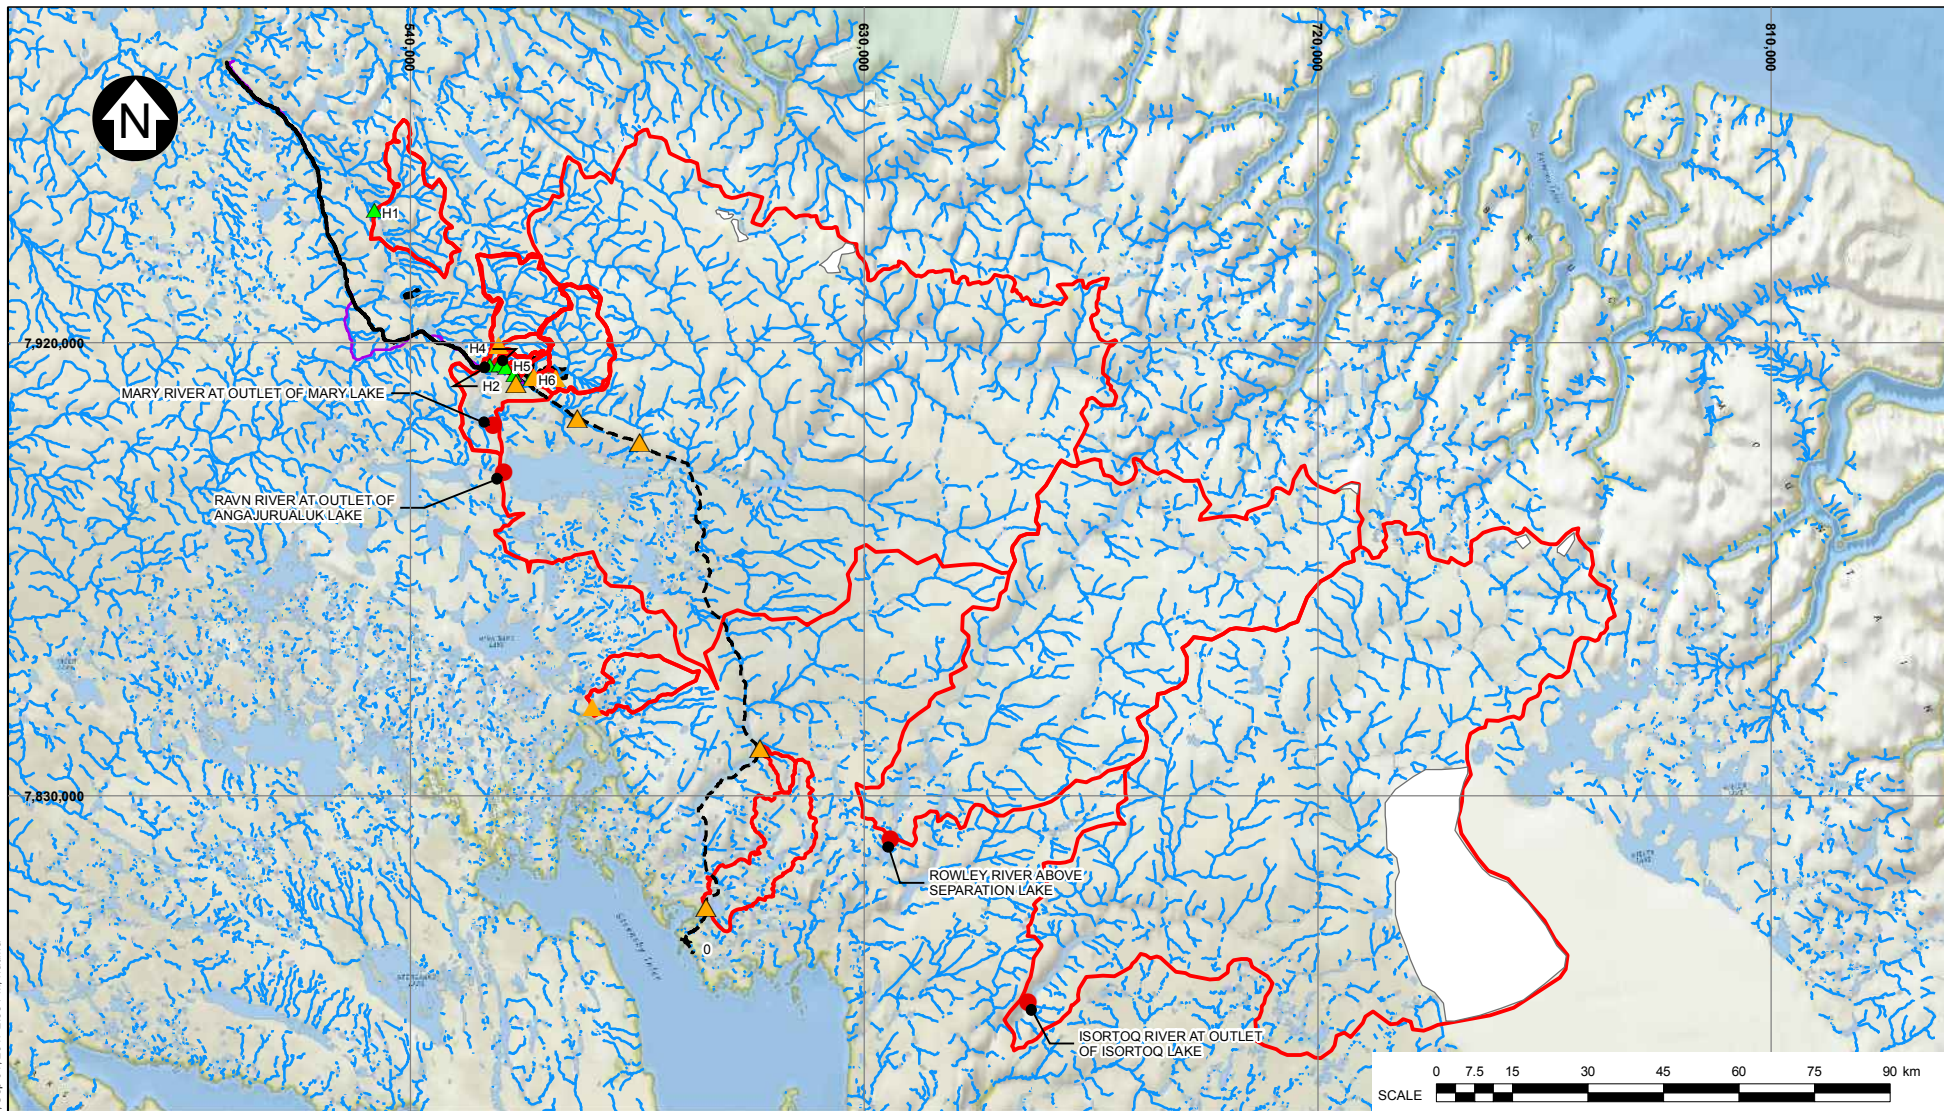 540,000
630,000
720,000
810,000
N
H1
7,920,000
H4
H5
H2
H6
MARY RIVER AT OUTLET OF MARY LAKE
RAVN RIVER AT OUTLET OF
ANGAJURUALUK LAKE
7,830,000
ROWLEY RIVER ABOVE
SEPARATION LAKE
Steensby Inlet
0
ISORTOQ RIVER AT OUTLET
OF ISORTOQ LAKE
0 7.5 15 30 45 60 75 90 km
SCALE